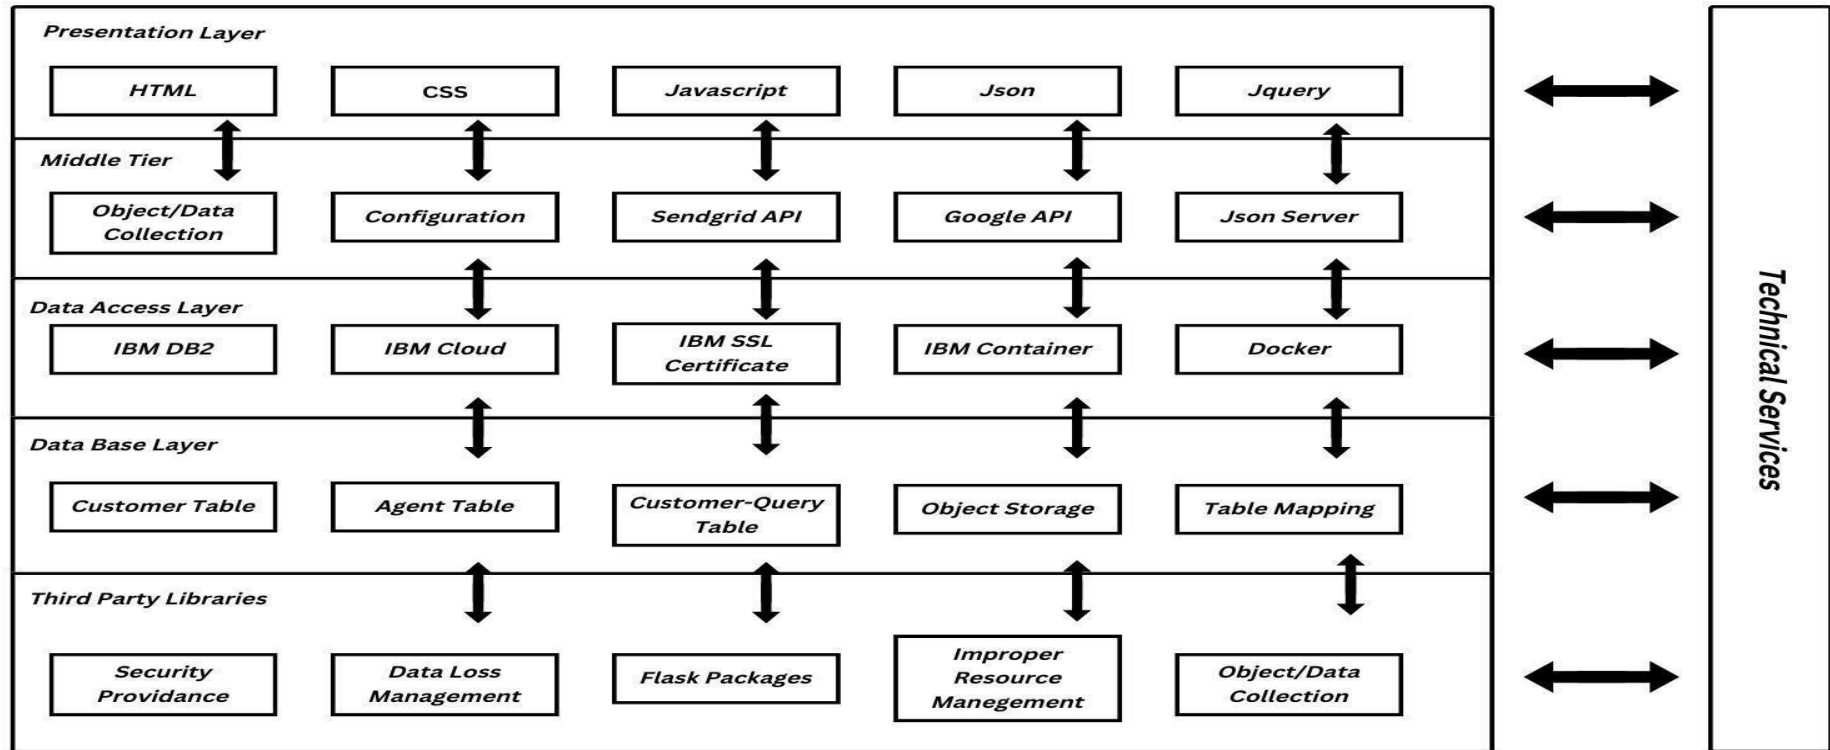 Presentation Layer
HTML
CSS
Javascript
Json
Jquery
Middle Tier
Object/Data
Collection
Configuration
Sendgrid API
Google API
Json Server
Data Access Layer
IBM DB2
IBM Cloud
IBM SSL
Certificate
IBM Container
Docker
Data Base Layer
Customer Table
Agent Table
Customer-Query
Table
Object Storage
Table Mapping
Third Party Libraries
Security
Providance
Data Loss
Management
Flask Packages
Improper
Resource
Manegement
Object/Data
Collection
Technical Services